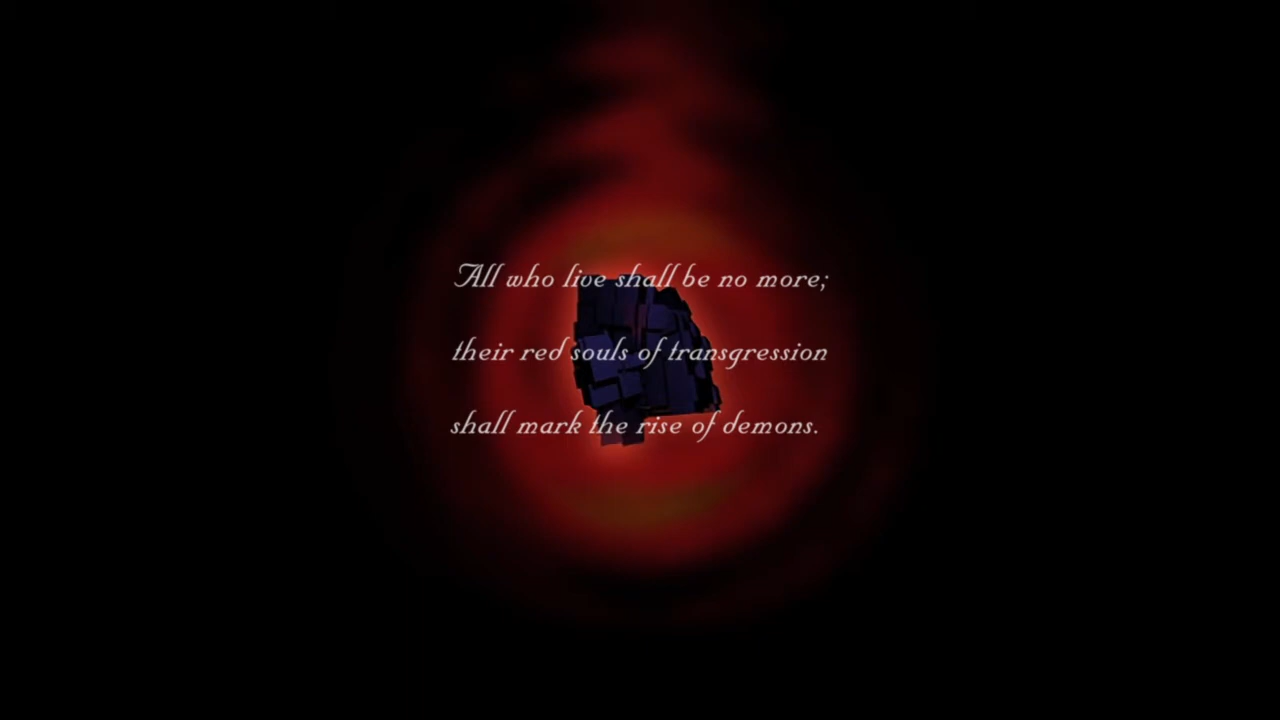 All who live shall be no more;
their red souls of transgression
shall mark the rise of demons.